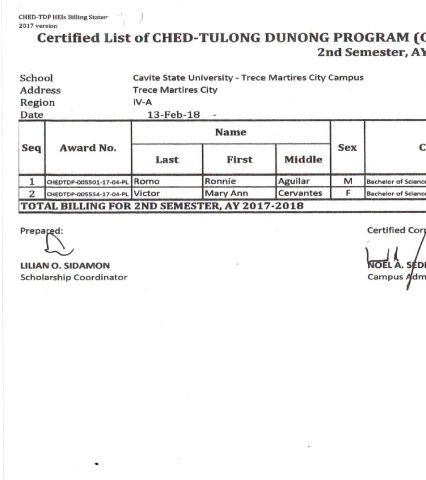 CHED-TDP HEIs Billing Stater
2017 version
Certified List of CHED-TULONG DUNONG PROGRAM (
2nd Semester, AY
School Cavite State University - Trece Martires City Campus
Address Trece Martires City
Region IV-A
Date 13-Feb-18 -
Seq Award No. Name Sex C
Last First Middle
1 CHEDTDP-005501-17-04-PL Romo Ronnie Aguilar M Bachelor of Science
2 CHEDTDP-005554-17-04-PL Victor Mary Ann Cervantes F Bachelor of Science
TOTAL BILLING FOR 2ND SEMESTER, AY 2017-2018
Prepared: Certified Cor
LILIAN O. SIDAMON NOEL A. SEDI
Scholarship Coordinator Campus Adm